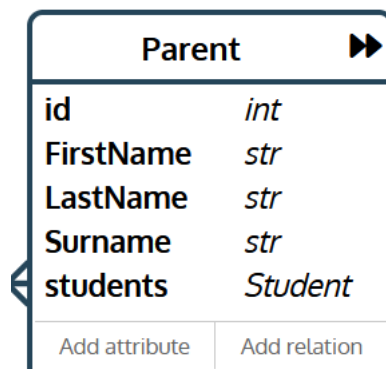 Parent
id int
FirstName str
LastName str
Surname str
students Student
Add attribute Add relation